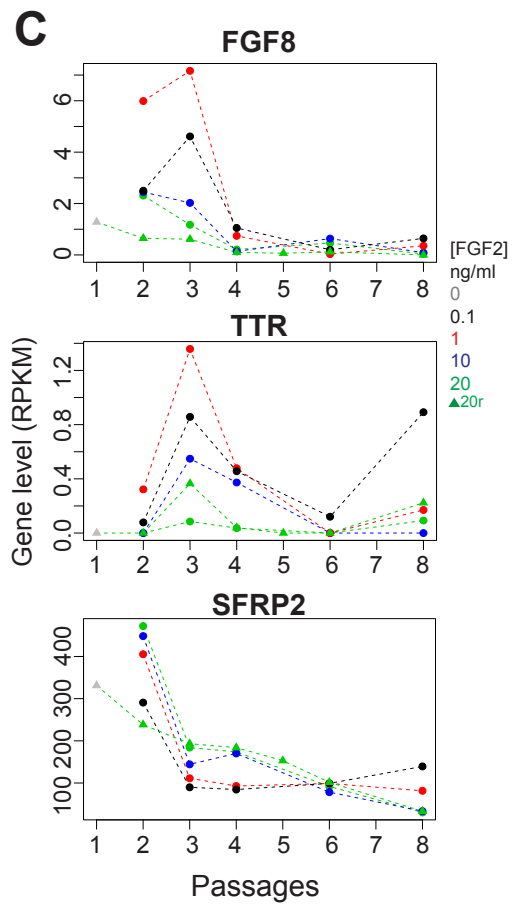 C
FGF8
0 2 4 6
1 2 3 4 5 6 7 8
[FGF2]
ng/ml
0
0.1
1
10
20
▲20r
TTR
Gene level (RPKM)
0.0 0.4 0.8 1.2
1 2 3 4 5 6 7 8
SFRP2
100 200 300 400
1 2 3 4 5 6 7 8
Passages